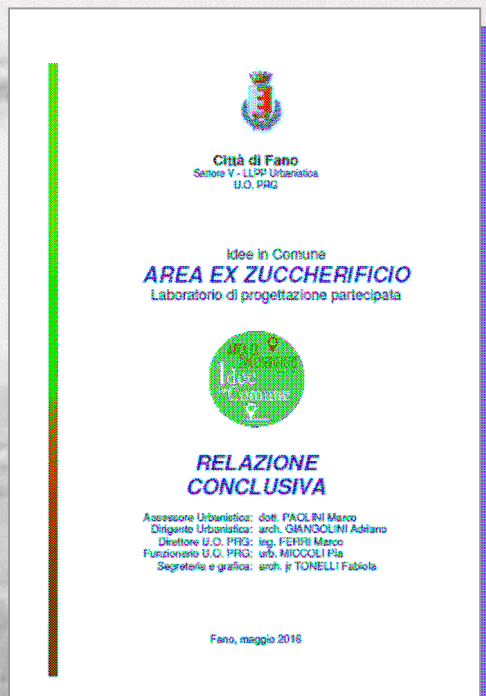 Città di Fano
Settore V - LLPP Urbanistica
U.O. PRG
Idee in Comune
AREA EX ZUCCHERIFICIO
Laboratorio di progettazione partecipata
Idee
Comune
RELAZIONE
CONCLUSIVA
Assessore Urbanistica: dott. PAOLINI Marco
Dirigente Urbanistica: arch. GIANGOLINI Adriano
Direttore U.O. PRG: ing. FERRI Marco
Funzionario U.O. PRG: urb. MICCOLI Pia
Segreteria e grafica: arch. jr TONELLI Fabiola
Fano, maggio 2016